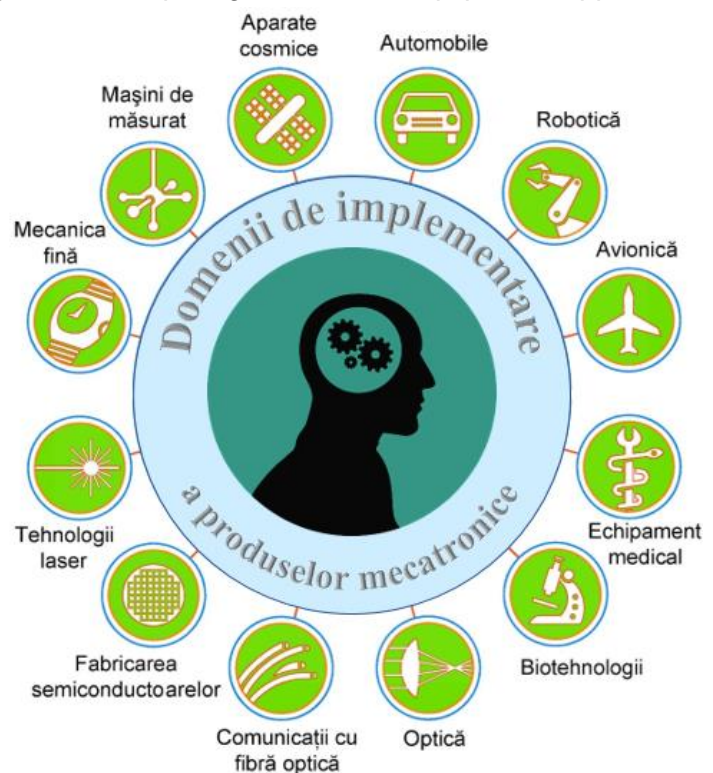 Domenii de implementare
a produselor mecatronice
Aparate
cosmice
Automobile
Robotică
Avionică
Echipament
medical
Biotehnologii
Optică
Comunicații cu
fibră optică
Fabricarea
semiconductoarelor
Tehnologii
laser
Mecanica
fină
Maşini de
măsurat